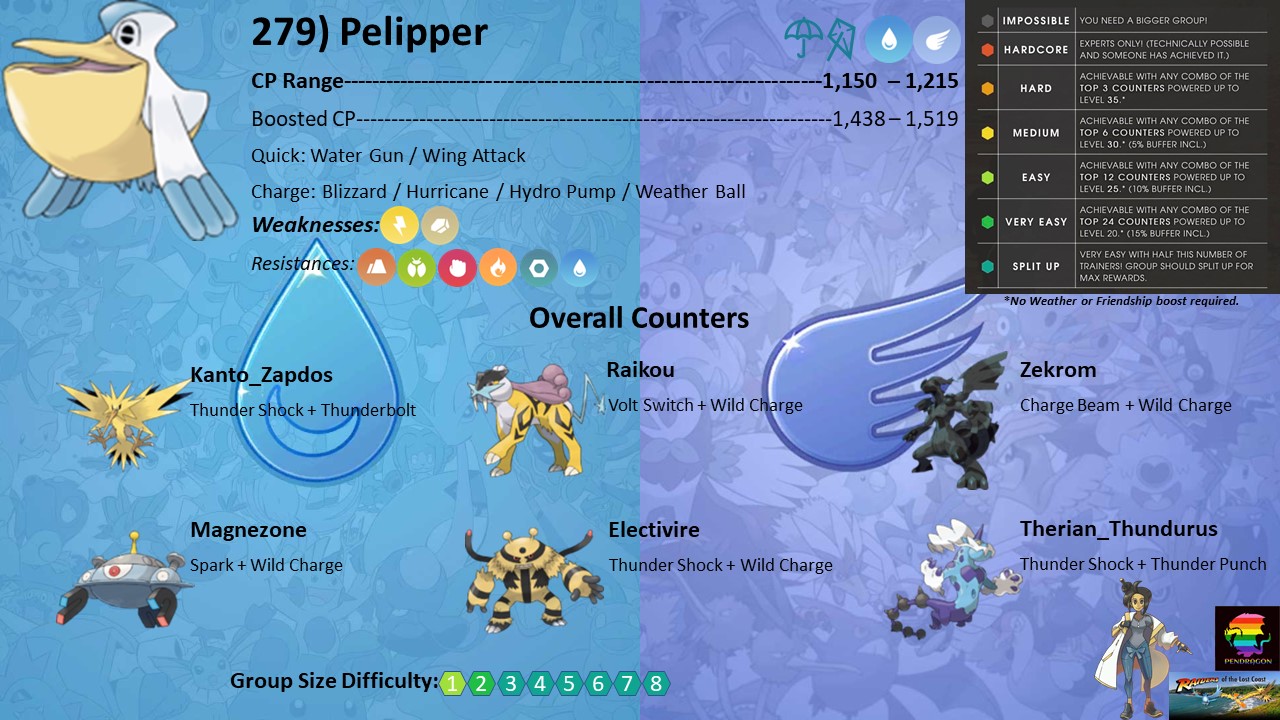 279) Pelipper
CP Range--------------------------------------------------------------------1,150 – 1,215
Boosted CP--------------------------------------------------------------------1,438 – 1,519
Quick: Water Gun / Wing Attack
Charge: Blizzard / Hurricane / Hydro Pump / Weather Ball
Weaknesses:
Resistances:
IMPOSSIBLE YOU NEED A BIGGER GROUP!
HARDCORE EXPERTS ONLY! (TECHNICALLY POSSIBLE
AND SOMEONE HAS ACHIEVED IT.)
HARD ACHIEVABLE WITH ANY COMBO OF THE
TOP 3 COUNTERS POWERED UP TO
LEVEL 35.*
MEDIUM ACHIEVABLE WITH ANY COMBO OF THE
TOP 6 COUNTERS POWERED UP TO
LEVEL 30.* (5% BUFFER INCL.)
EASY ACHIEVABLE WITH ANY COMBO OF THE
TOP 12 COUNTERS POWERED UP TO
LEVEL 25.* (10% BUFFER INCL.)
VERY EASY ACHIEVABLE WITH ANY COMBO OF THE
TOP 24 COUNTERS POWERED UP TO
LEVEL 20.* (15% BUFFER INCL.)
SPLIT UP VERY EASY WITH HALF THIS NUMBER OF
TRAINERS! GROUP SHOULD SPLIT UP FOR
MAX REWARDS.
*No Weather or Friendship boost required.
Overall Counters
Kanto_Zapdos
Thunder Shock + Thunderbolt
Raikou
Volt Switch + Wild Charge
Zekrom
Charge Beam + Wild Charge
Magnezone
Spark + Wild Charge
Electivire
Thunder Shock + Wild Charge
Therian_Thundurus
Thunder Shock + Thunder Punch
Group Size Difficulty: 1 2 3 4 5 6 7 8
PENDRAGON
RAIDERS of the Lost Coast